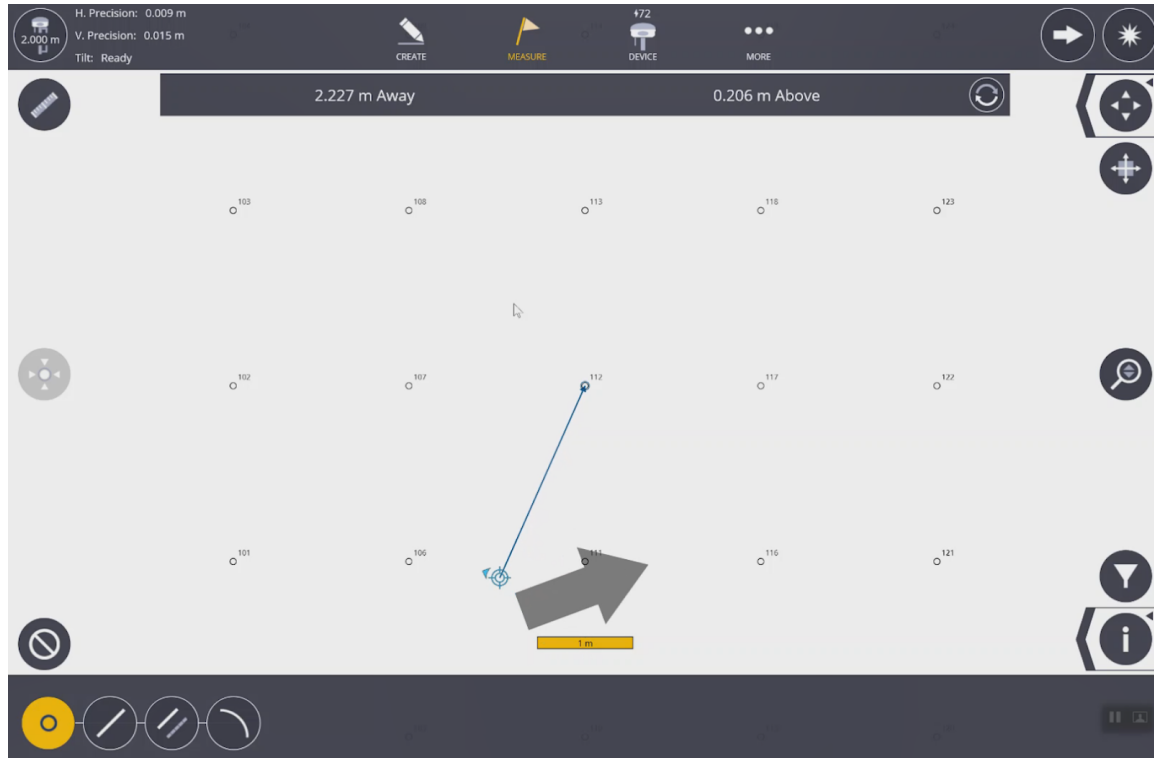 2.000 m
H. Precision: 0.009 m
V. Precision: 0.015 m
Tilt: Ready
CREATE
MEASURE
72
DEVICE
MORE
2.227 m Away
0.206 m Above
103
108
113
118
123
102
107
112
117
122
101
106
111
116
121
1 m
i